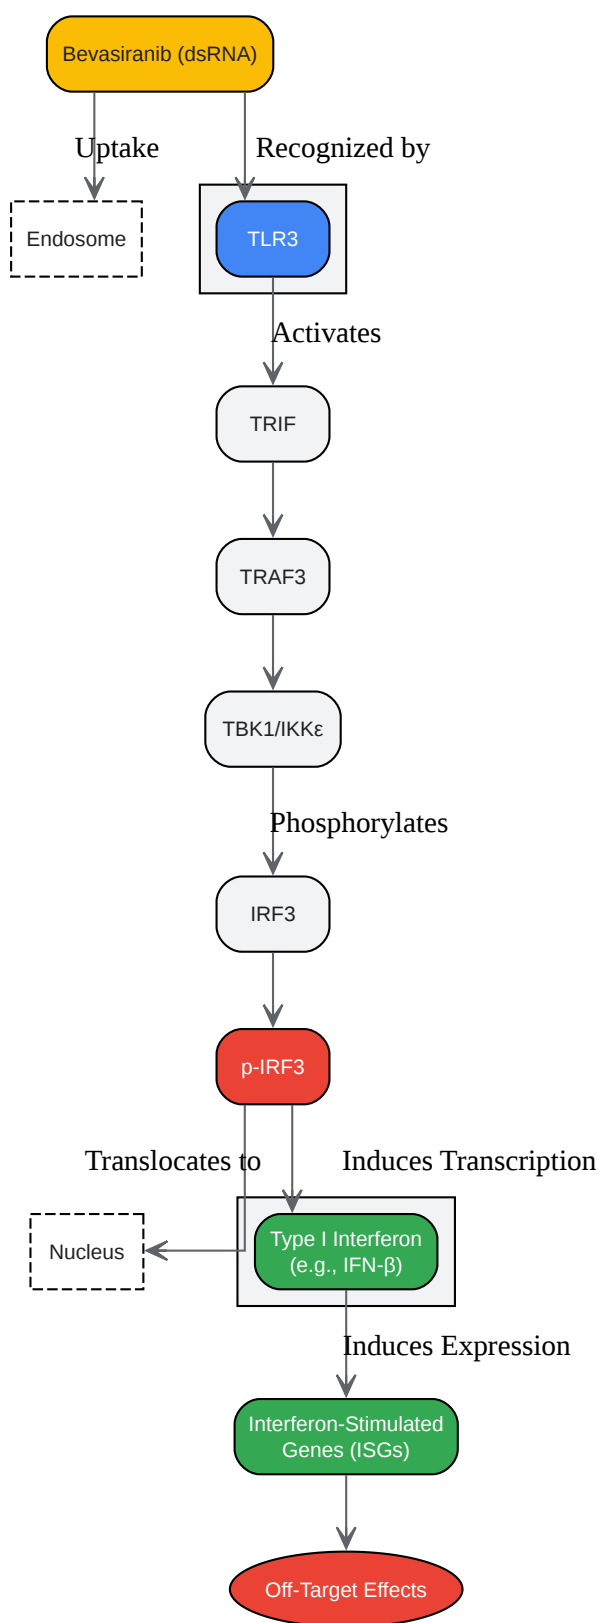 Bevasiranib (dsRNA)
Uptake
Recognized by
Endosome
TLR3
Activates
TRIF
TRAF3
TBK1/IKKε
Phosphorylates
IRF3
p-IRF3
Translocates to
Induces Transcription
Nucleus
Type I Interferon
(e.g., IFN-β)
Induces Expression
Interferon-Stimulated
Genes (ISGs)
Off-Target Effects